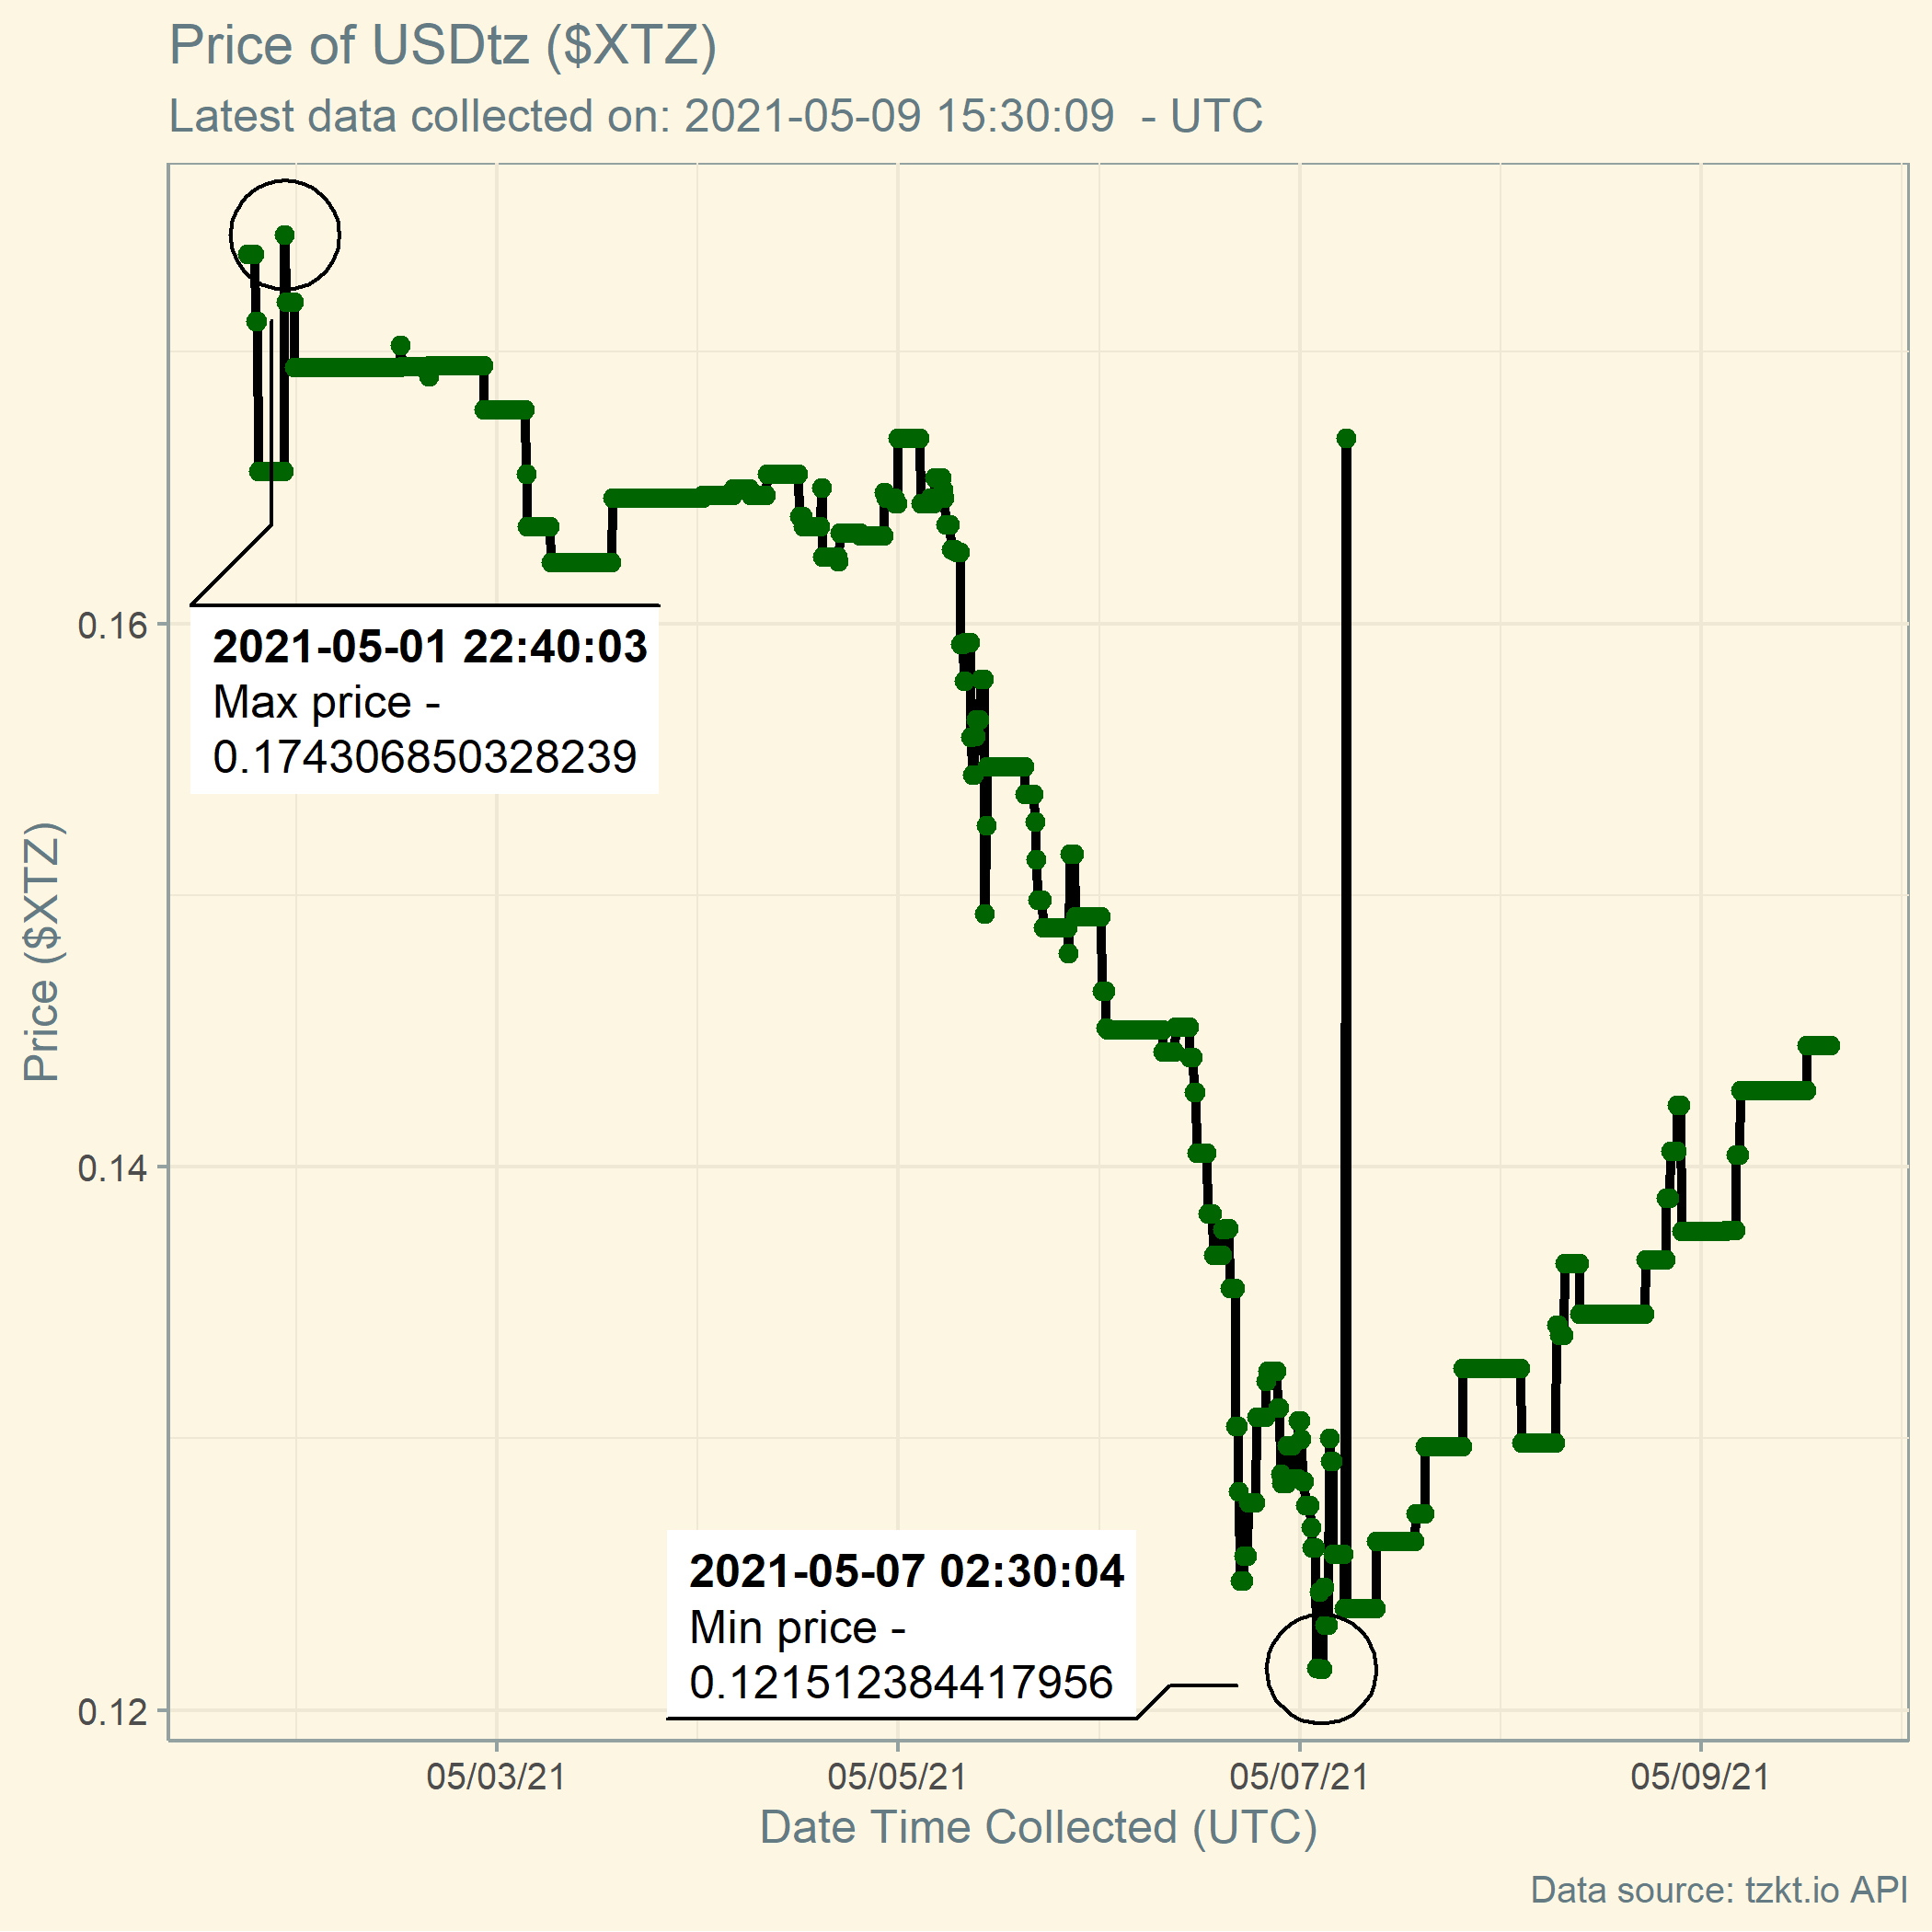 Price of USDtz ($XTZ)
Latest data collected on: 2021-05-09 15:30:09  - UTC
Price ($XTZ)
0.16
0.14
0.12
2021-05-01 22:40:03
Max price -
0.174306850328239
2021-05-07 02:30:04
Min price -
0.121512384417956
05/03/21
05/05/21
05/07/21
05/09/21
Date Time Collected (UTC)
Data source: tzkt.io API